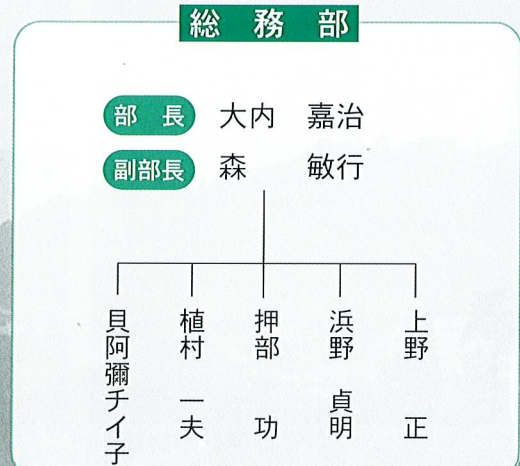 総務部
部長 大内 嘉治
副部長 森 敏行
上野 正
浜野 貞明
押部 功
植村 一夫
貝阿彌チイ子